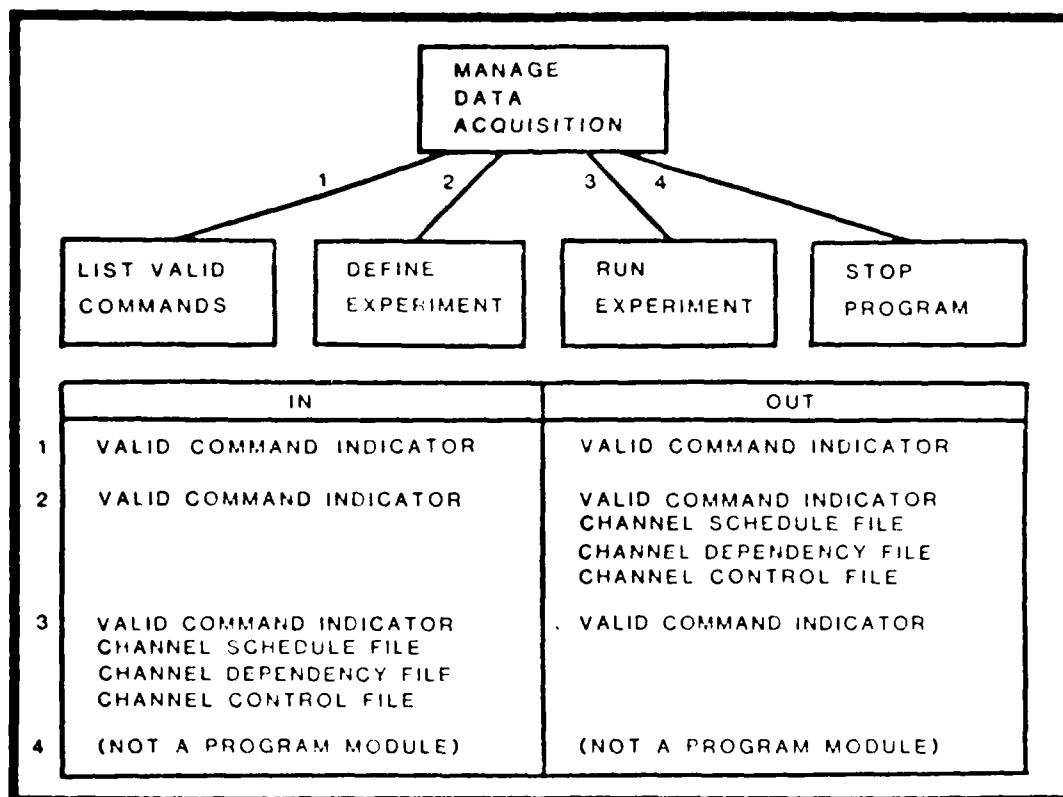 MANAGE
DATA
ACQUISITION
1
2
3
4
LIST VALID
COMMANDS
DEFINE
EXPERIMENT
RUN
EXPERIMENT
STOP
PROGRAM
IN OUT
1 VALID COMMAND INDICATOR VALID COMMAND INDICATOR
2 VALID COMMAND INDICATOR VALID COMMAND INDICATOR
CHANNEL SCHEDULE FILE
CHANNEL DEPENDENCY FILE
CHANNEL CONTROL FILE
3 VALID COMMAND INDICATOR VALID COMMAND INDICATOR
CHANNEL SCHEDULE FILE
CHANNEL DEPENDENCY FILE
CHANNEL CONTROL FILE
4 (NOT A PROGRAM MODULE) (NOT A PROGRAM MODULE)